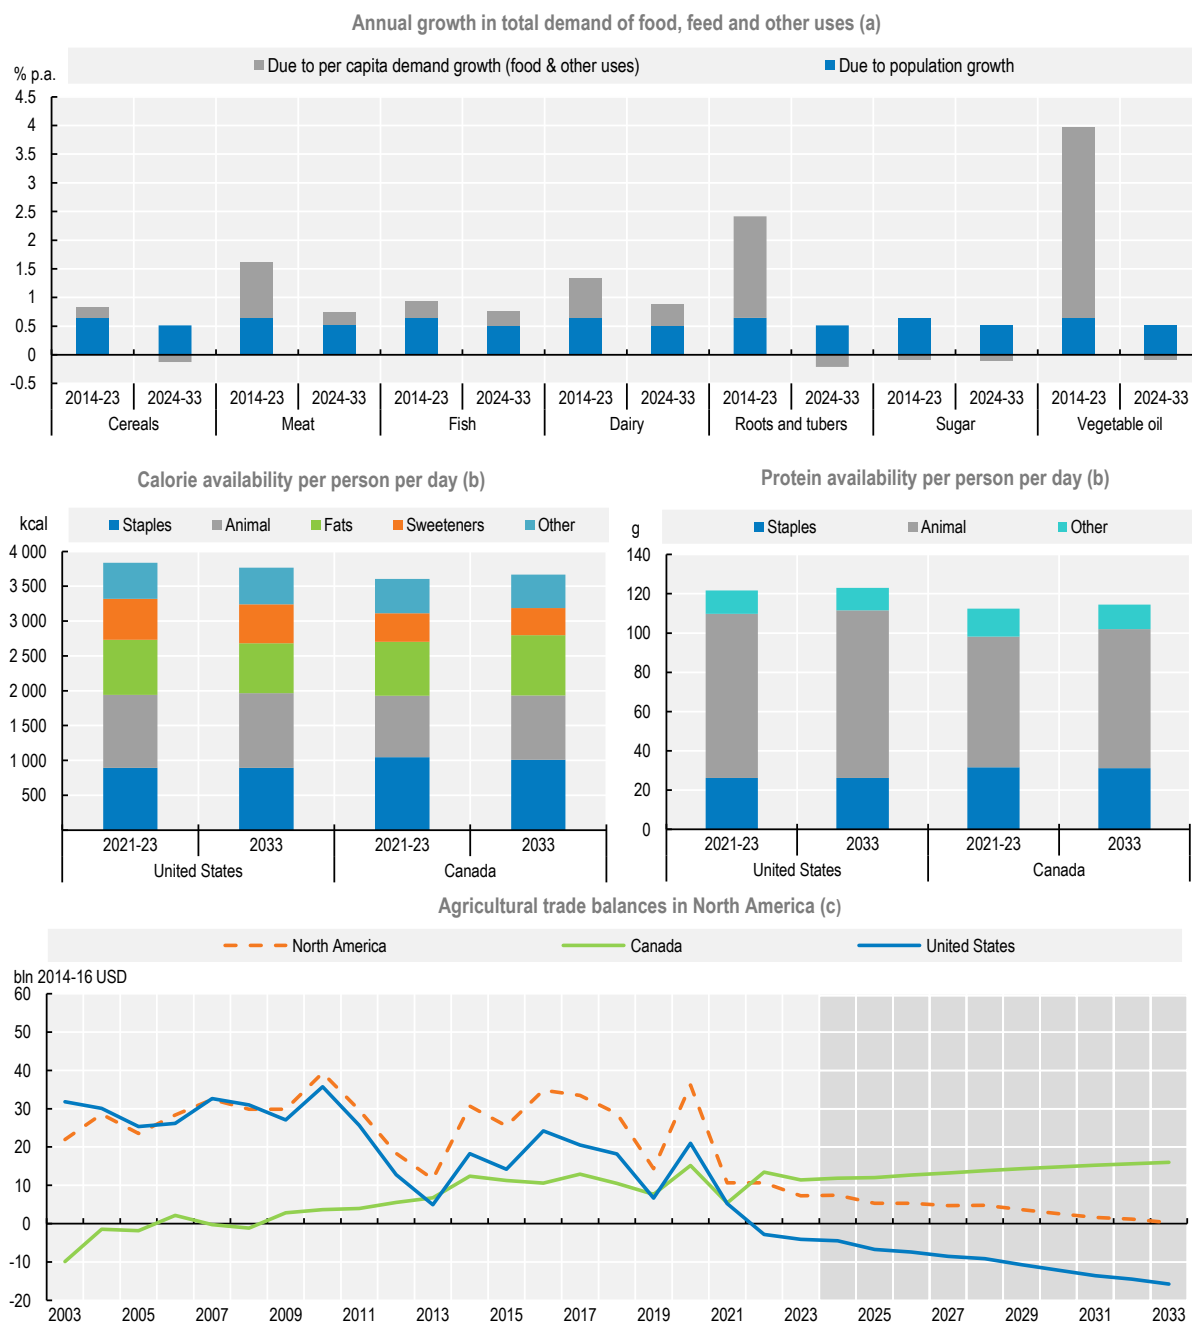 Annual growth in total demand of food, feed and other uses (a)
Due to per capita demand growth (food & other uses) Due to population growth
% p.a.
4.5
4
3.5
3
2.5
2
1.5
1
0.5
0
-0.5
2014-23 2024-33 2014-23 2024-33 2014-23 2024-33 2014-23 2024-33 2014-23 2024-33 2014-23 2024-33 2014-23 2024-33
Cereals Meat Fish Dairy Roots and tubers Sugar Vegetable oil
Calorie availability per person per day (b)
kcal
Staples Animal Fats Sweeteners Other
4 000
3 500
3 000
2 500
2 000
1 500
1 000
500
2021-23 2033 2021-23 2033
United States Canada
Protein availability per person per day (b)
g
Staples Animal Other
140
120
100
80
60
40
20
0
2021-23 2033 2021-23 2033
United States Canada
Agricultural trade balances in North America (c)
North America Canada United States
bln 2014-16 USD
60
50
40
30
20
10
0
-10
-20
2003 2005 2007 2009 2011 2013 2015 2017 2019 2021 2023 2025 2027 2029 2031 2033